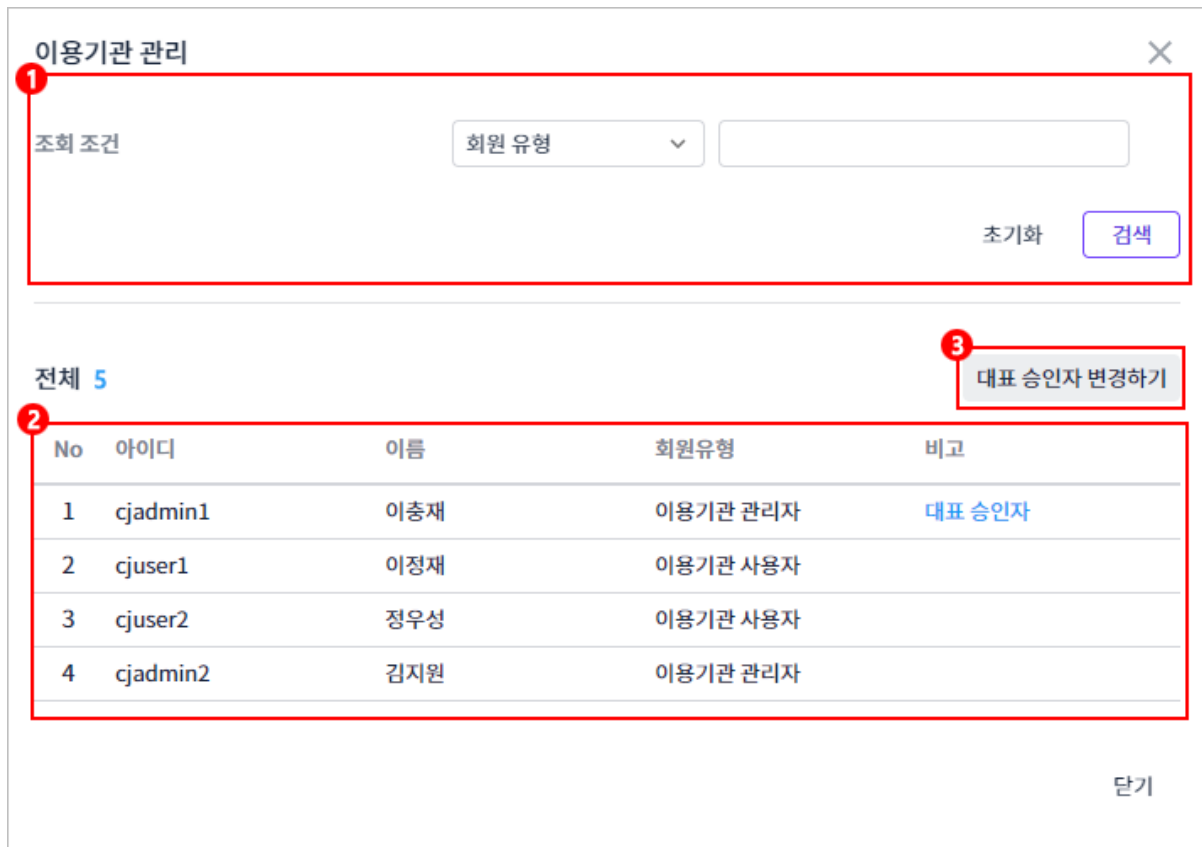 이용기관 관리
1
조회 조건 회원 유형
초기화 검색
3
전체 5 대표 승인자 변경하기
2
No 아이디 이름 회원유형 비고
1 cjadmin1 이충재 이용기관 관리자 대표 승인자
2 cjuser1 이정재 이용기관 사용자
3 cjuser2 정우성 이용기관 사용자
4 cjadmin2 김지원 이용기관 관리자
닫기